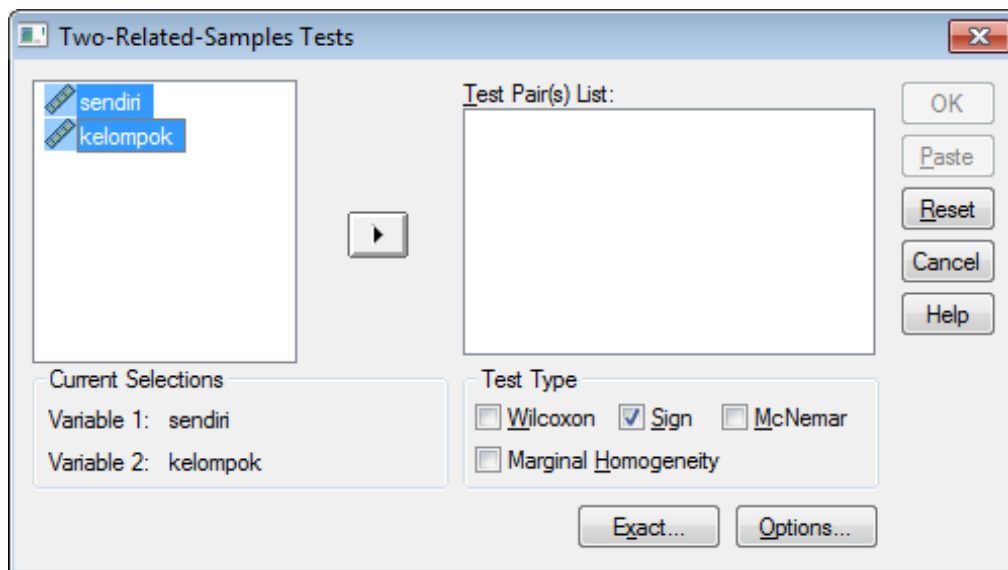 Two-Related-Samples Tests
sendiri
kelompok
Test Pair(s) List:
OK
Paste
Reset
Cancel
Help
Current Selections
Variable 1: sendiri
Variable 2: kelompok
Test Type
Wilcoxon Sign McNemar
Marginal Homogeneity
Exact... Options...